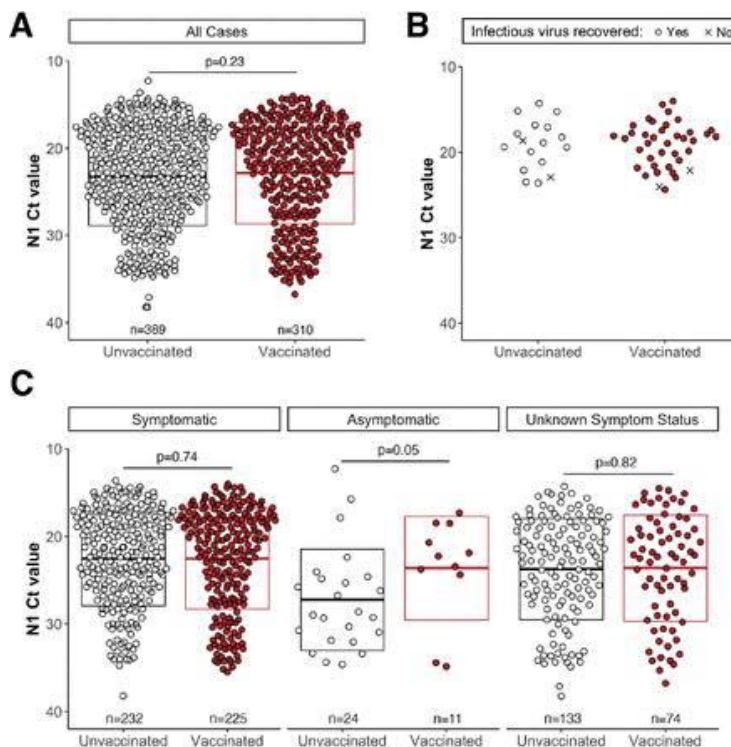 A
All Cases
p=0.23
N1 Ct value
10
20
30
40
n=389
n=310
Unvaccinated
Vaccinated
B
Infectious virus recovered: ○ Yes × No
N1 Ct value
10
20
30
40
Unvaccinated
Vaccinated
C
Symptomatic
Asymptomatic
Unknown Symptom Status
p=0.74
p=0.05
p=0.82
N1 Ct value
10
20
30
40
n=232
n=225
n=24
n=11
n=133
n=74
Unvaccinated
Vaccinated
Unvaccinated
Vaccinated
Unvaccinated
Vaccinated